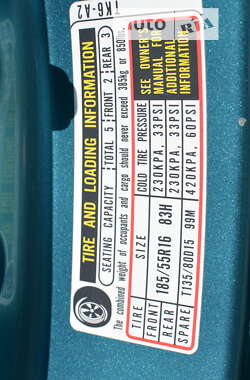 TK6-A2
TIRE AND LOADING INFORMATION
SEATING CAPACITY TOTAL 5 FRONT 2 REAR 3
The combined weight of occupants and cargo should never exceed 385kg or 850lbs.
TIRE SIZE COLD TIRE PRESSURE
FRONT 185/55R16 83H 230KPA, 33PSI
REAR 230KPA, 33PSI
SPARE T135/80D15 99M 420KPA, 60PSI
SEE OWNER'S
MANUAL FOR
ADDITIONAL
INFORMATION
AUTO RIA